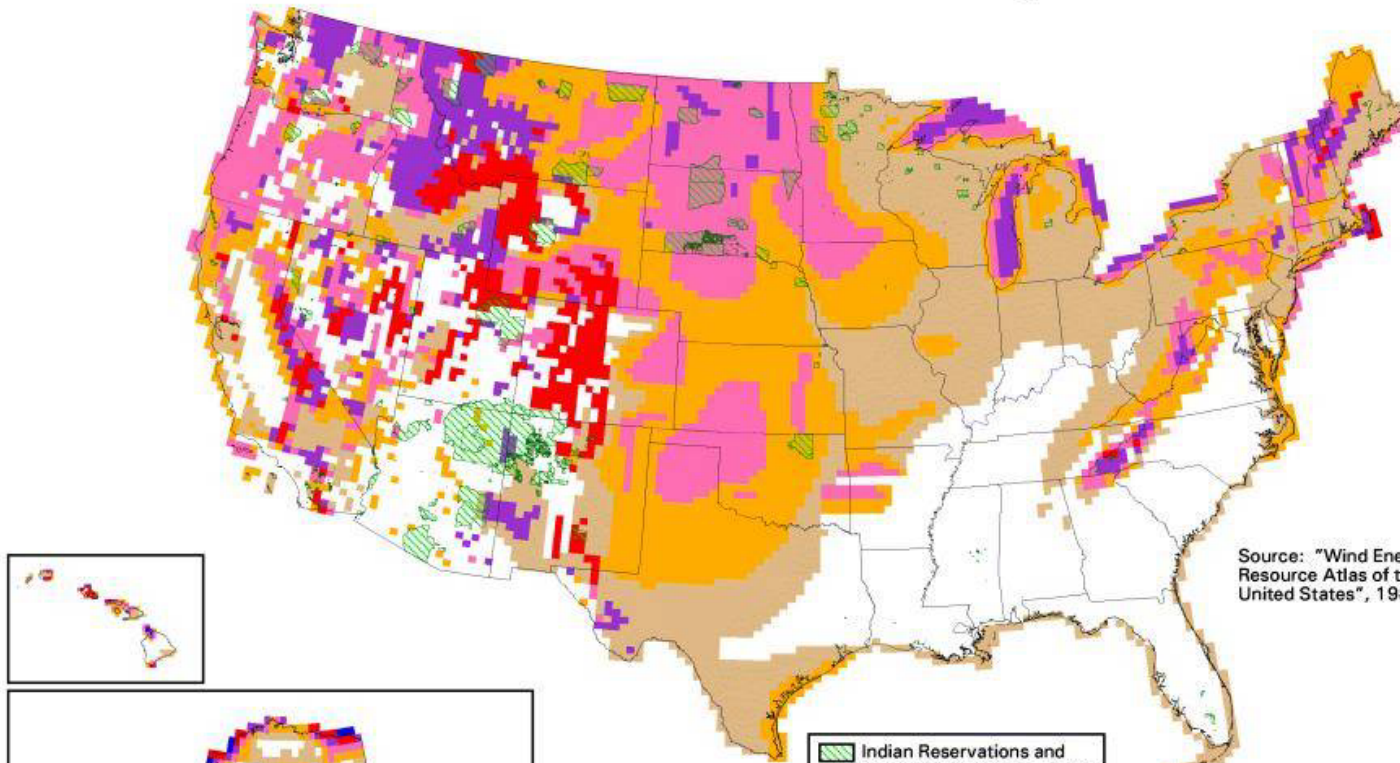 Source: "Wind Ene
Resource Atlas of t
United States", 19
Indian Reservations and